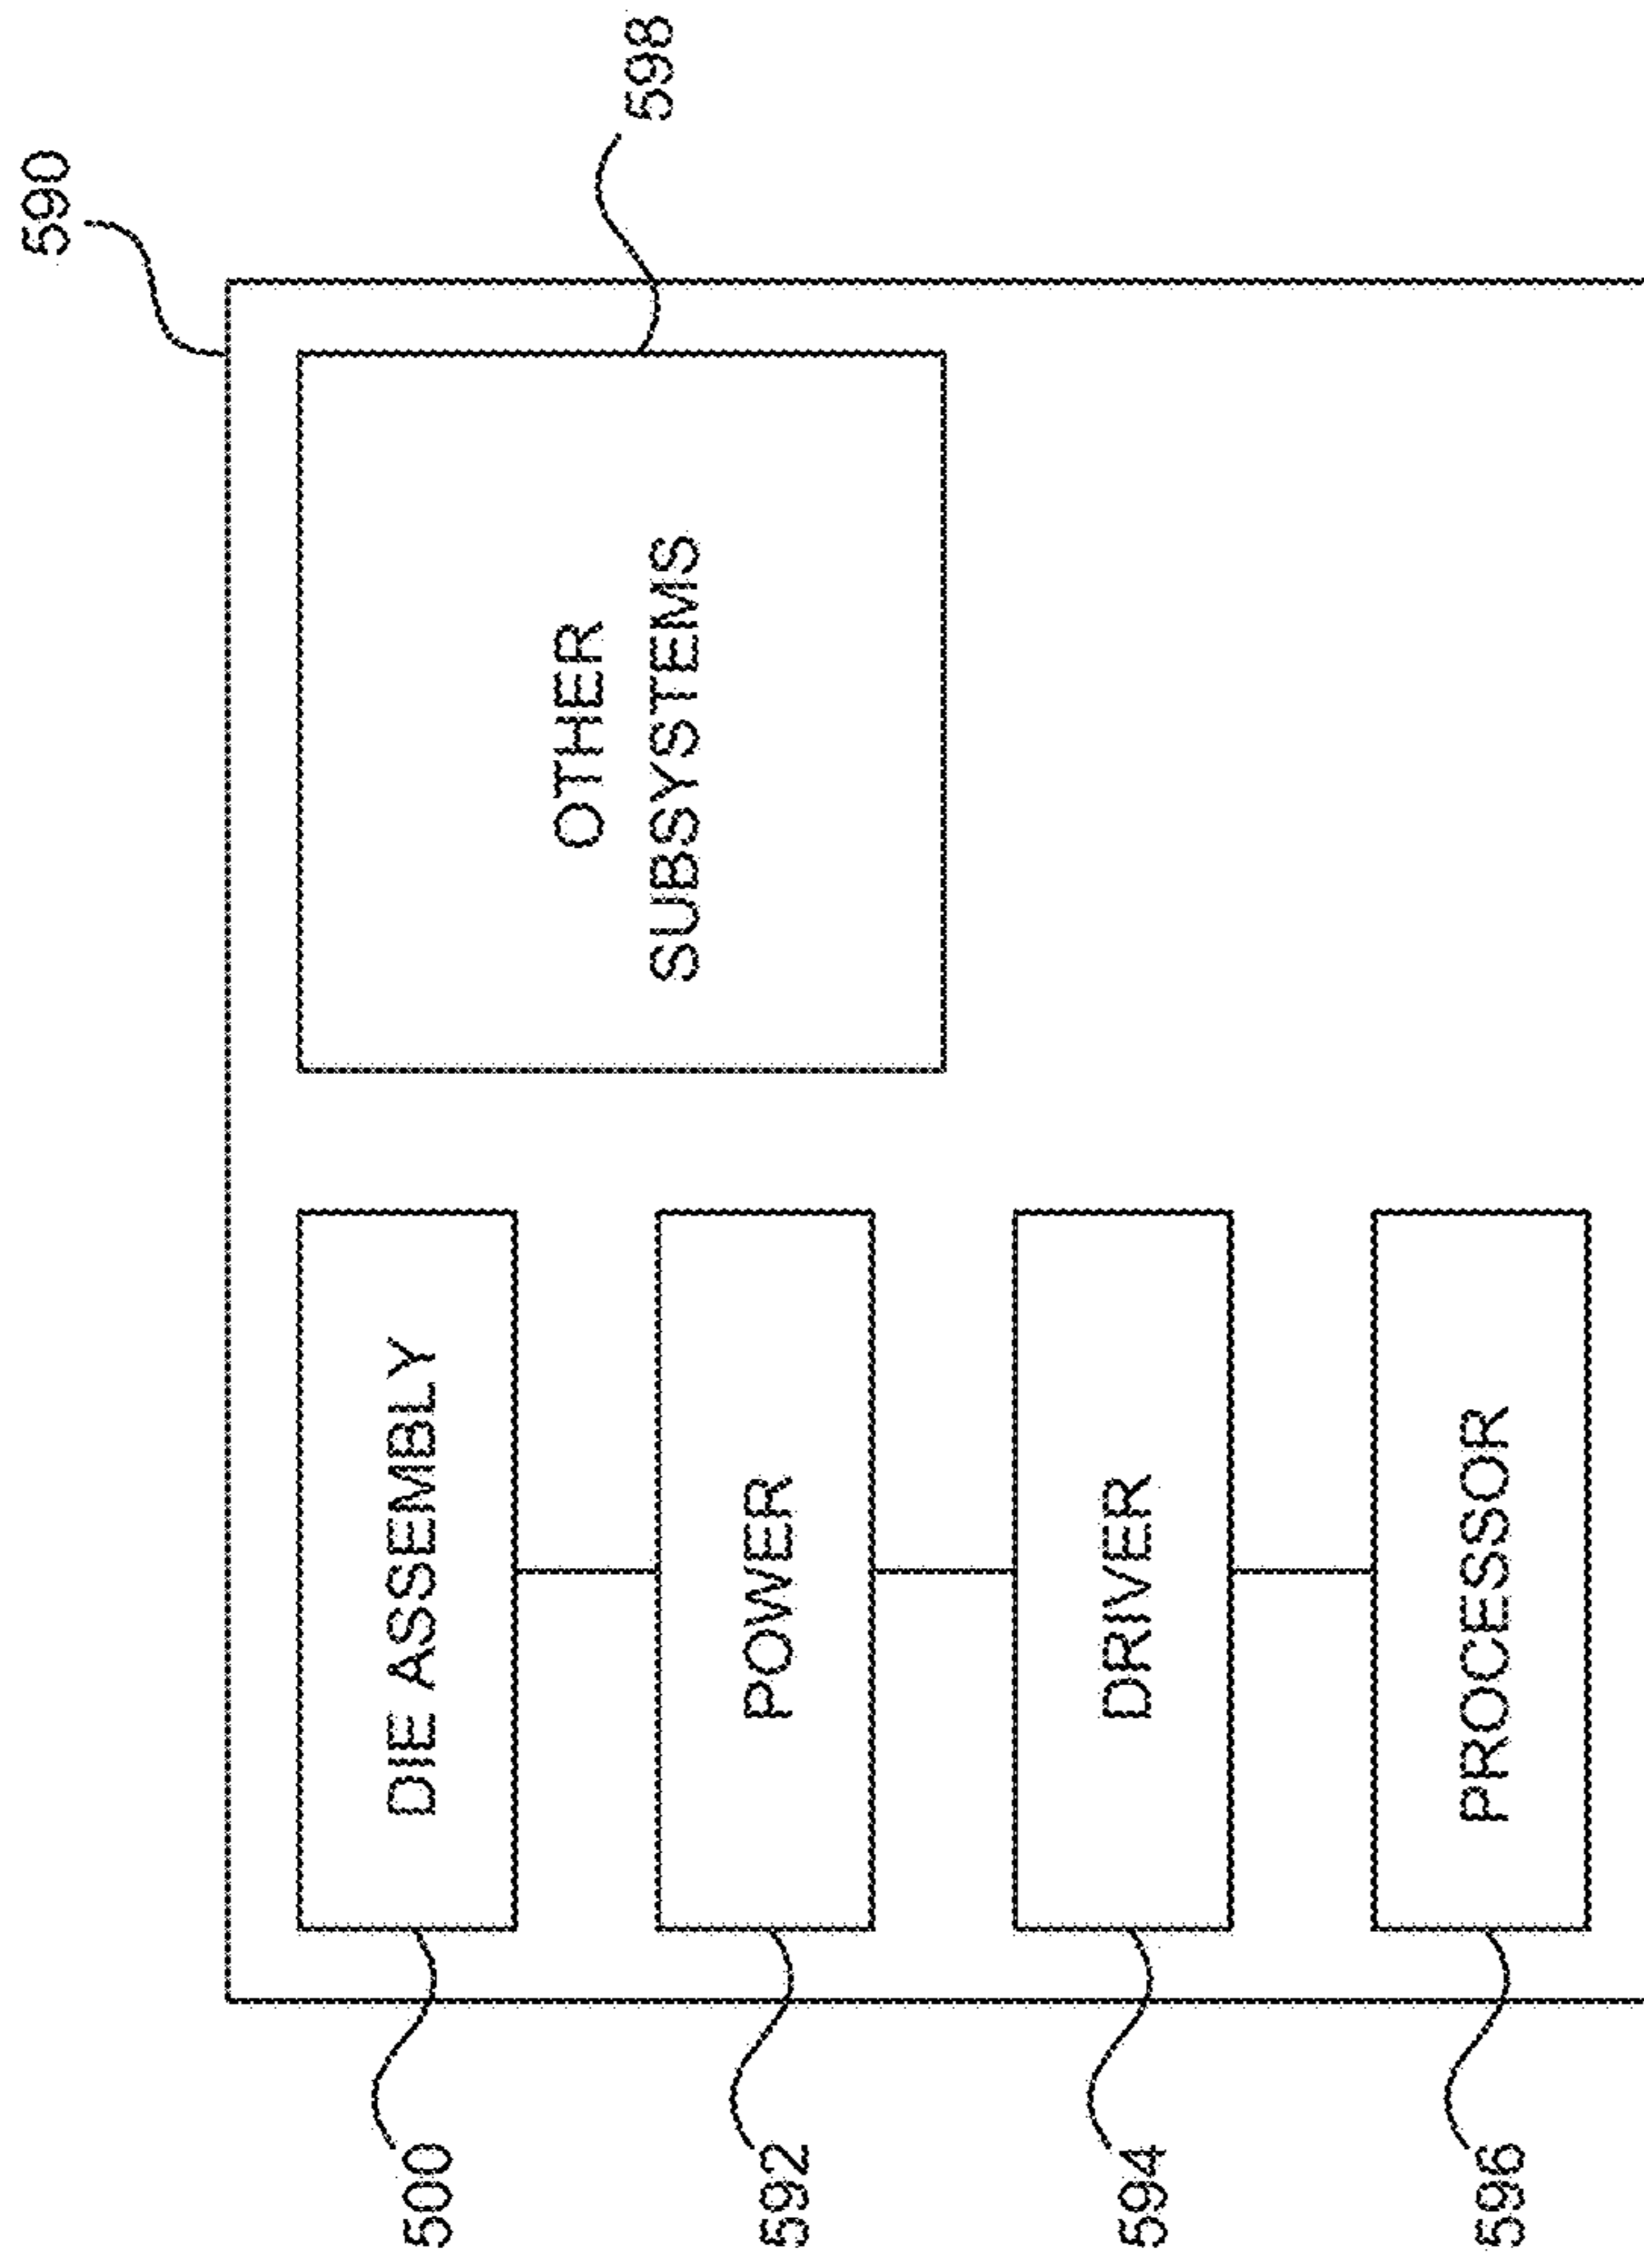 590
500
DIE ASSEMBLY
OTHER
SUBSYSTEMS
598
592
POWER
594
DRIVER
596
PROCESSOR